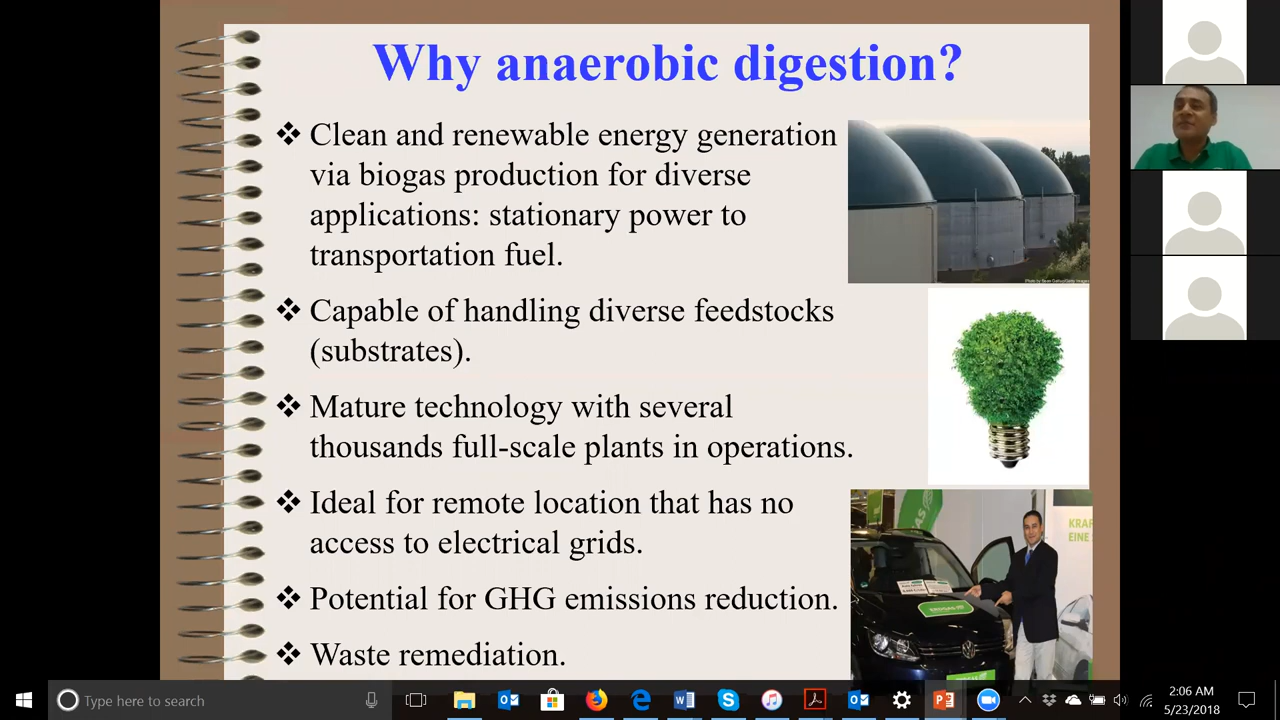 Why anaerobic digestion?
❖ Clean and renewable energy generation
via biogas production for diverse
applications: stationary power to
transportation fuel.
❖ Capable of handling diverse feedstocks
(substrates).
❖ Mature technology with several
thousands full-scale plants in operations.
❖ Ideal for remote location that has no
access to electrical grids.
❖ Potential for GHG emissions reduction.
❖ Waste remediation.
KRAF
EINE
Type here to search
2:06 AM
5/23/2018